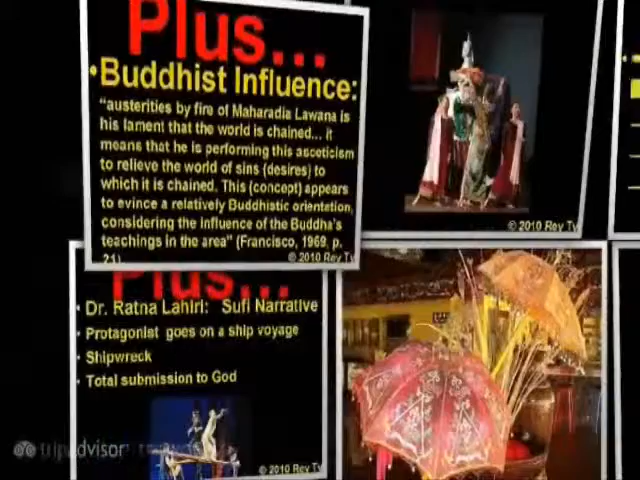 Plus...
•Buddhist Influence:
"austerities by fire of Maharadia Lawana is
his lament that the world is chained... it
means that he is performing this asceticism
to relieve the world of sins (desires) to
which it is chained. This (concept) appears
to evince a relatively Buddhistic orientation,
considering the influence of the Buddha's
teachings in the area" (Francisco, 1969, p.
21)
© 2010 Rey Ty
© 2010 Rey Ty
Plus...
• Dr. Ratna Lahiri: Sufi Narrative
• Protagonist goes on a ship voyage
• Shipwreck
• Total submission to God
© 2010 Rey Ty
tripadvisor